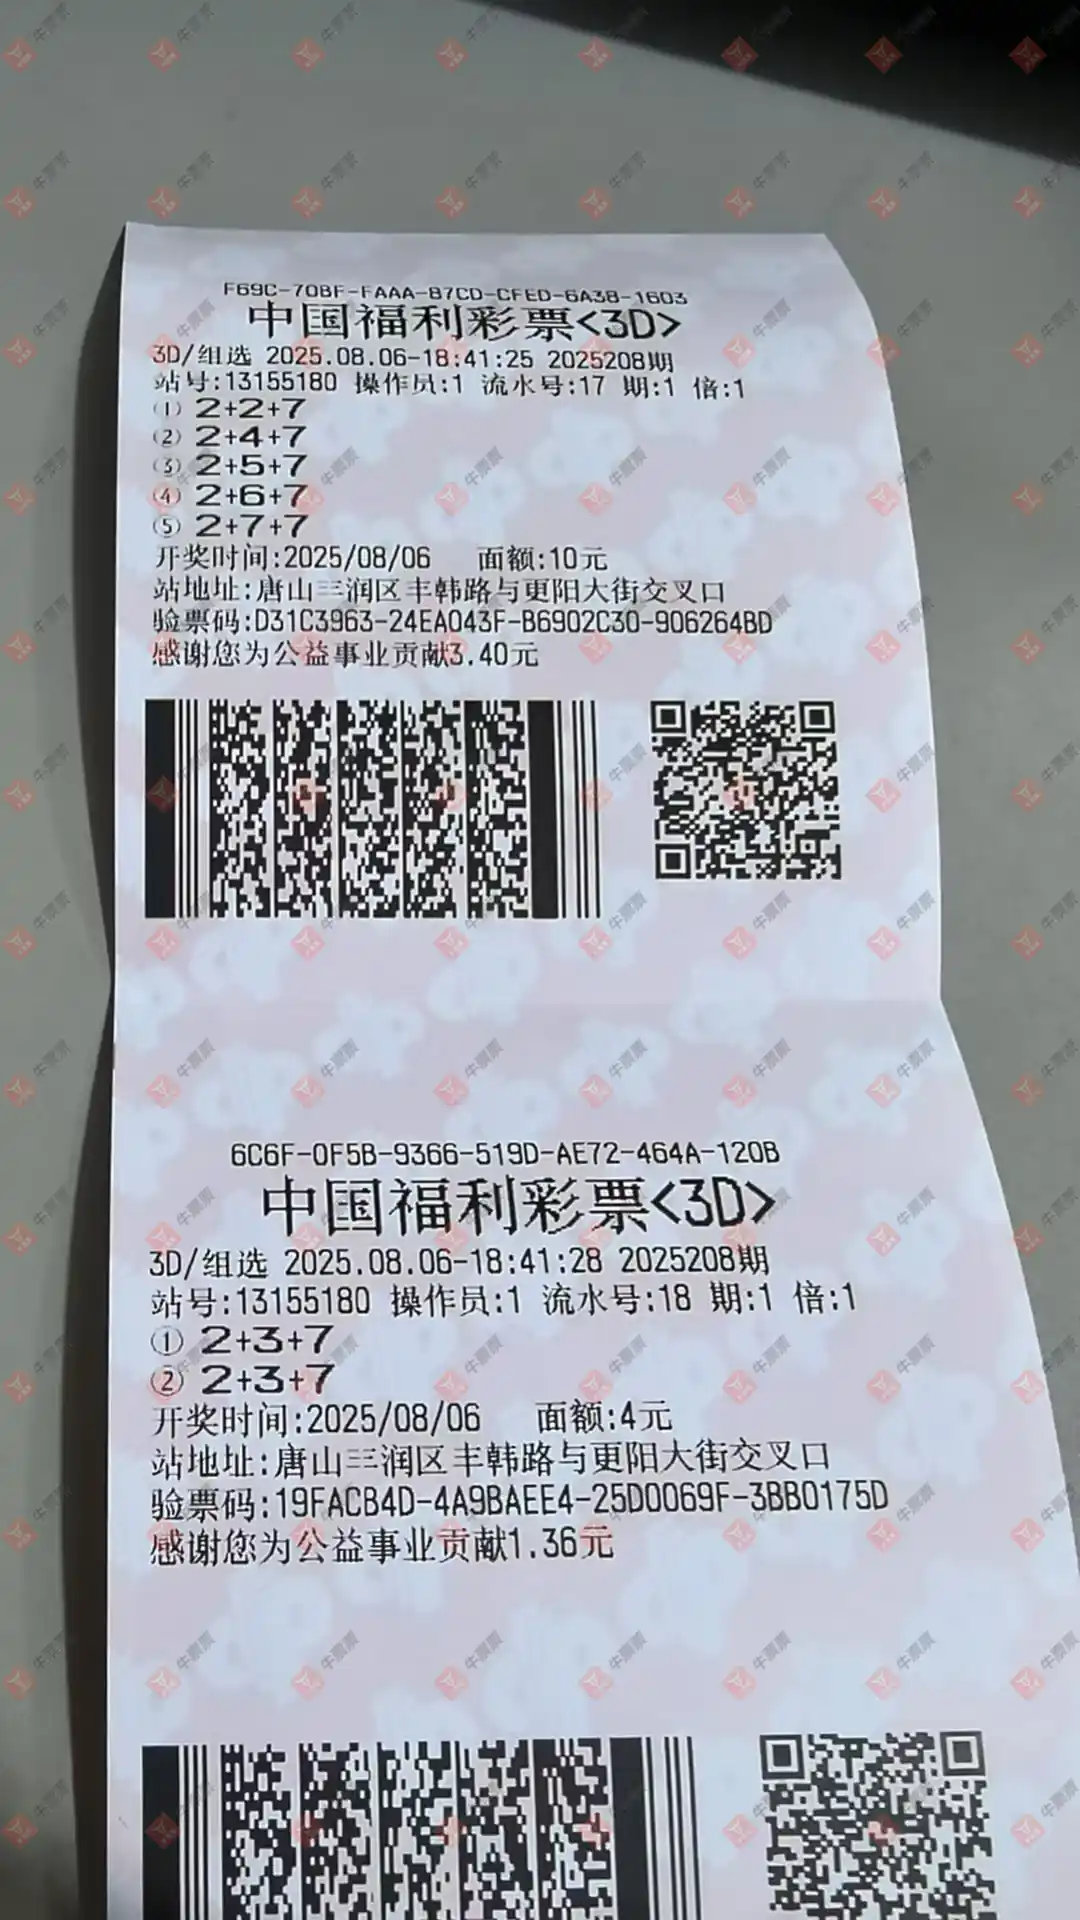 F69C-70BF-FAAA-87CD-CFED-6A38-1603
中国福利彩票<3D>
3D/组选 2025.08.06-18:41:25 2025208期
站号:13155180 操作员:1 流水号:17 期:1 倍:1
① 2+2+7
② 2+4+7
③ 2+5+7
④ 2+6+7
⑤ 2+7+7
开奖时间:2025/08/06 面额:10元
站地址:唐山三润区丰韩路与更阳大街交叉口
验票码:D31C3963-24EA043F-B6902C30-906264BD
感谢您为公益事业贡献3.40元
6C6F-0F5B-9366-519D-AE72-464A-120B
中国福利彩票<3D>
3D/组选 2025.08.06-18:41:28 2025208期
站号:13155180 操作员:1 流水号:18 期:1 倍:1
① 2+3+7
② 2+3+7
开奖时间:2025/08/06 面额:4元
站地址:唐山三润区丰韩路与更阳大街交叉口
验票码:19FACB4D-4A9BAEE4-25D0069F-3BB0175D
感谢您为公益事业贡献1.36元
牛票票